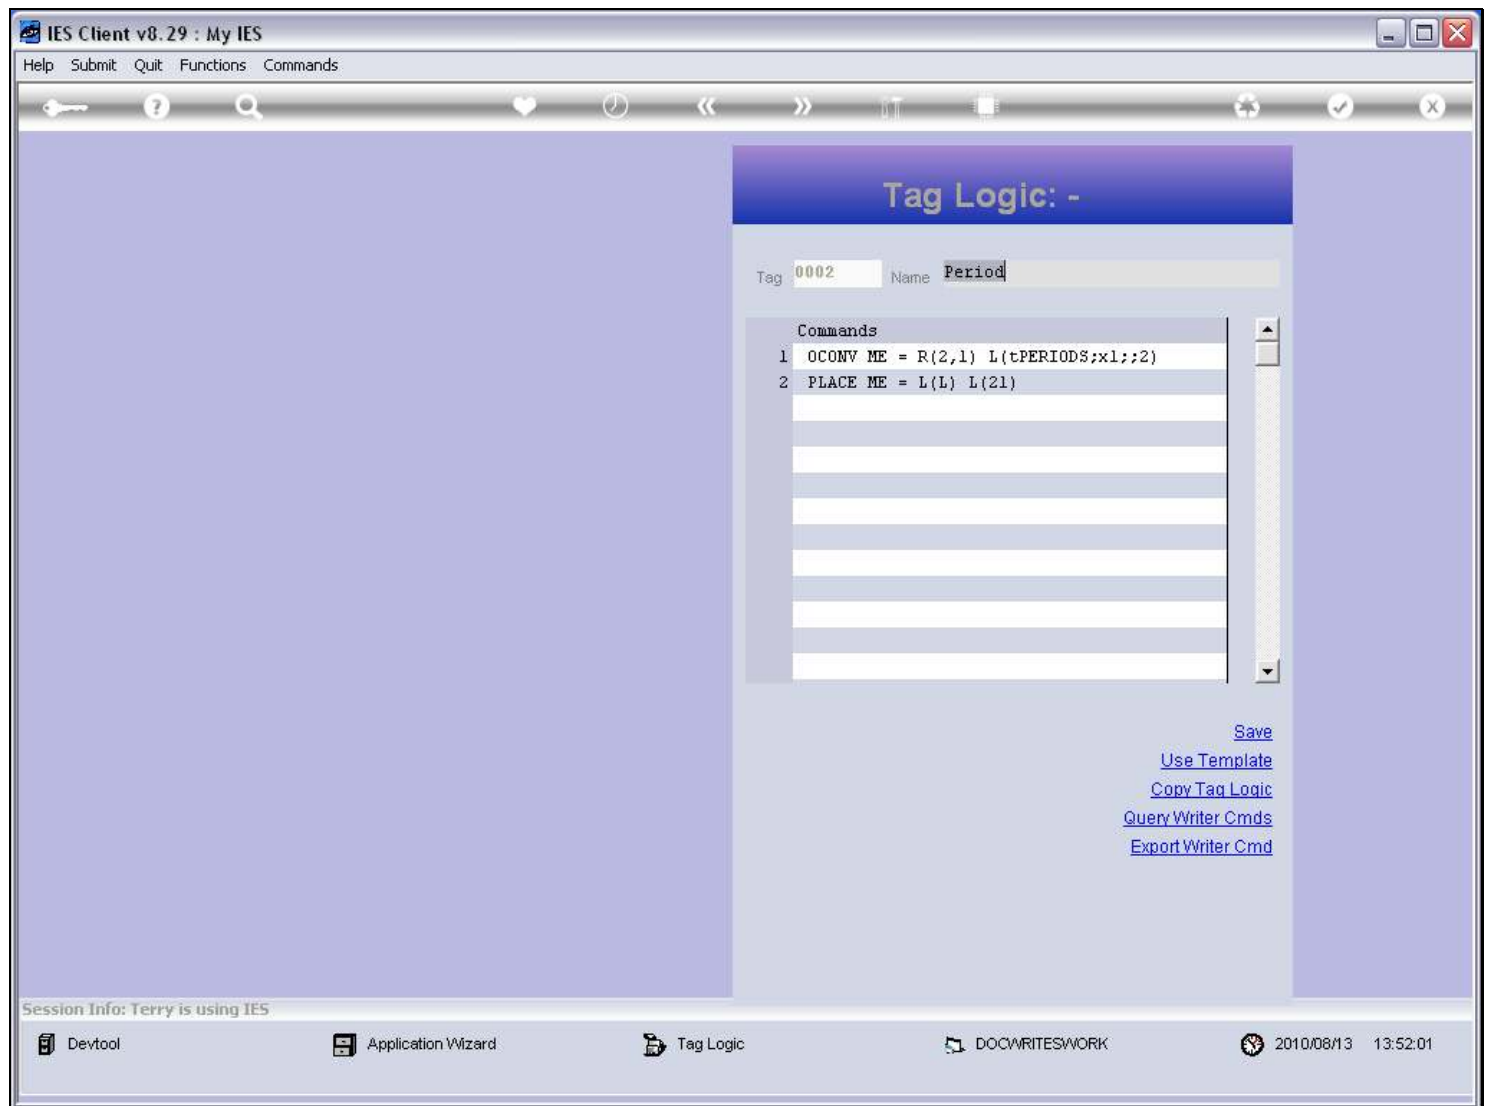 IES Client v8.29 : My IES
Help Submit Quit Functions Commands
Tag Logic: -
Tag 0002 Name Period
Commands
1 OCONV ME = R(2,1) L(tPERIODS;x1;;2)
2 PLACE ME = L(L) L(21)
Save
Use Template
Copy Tag Logic
Query Writer Cmds
Export Writer Cmd
Session Info: Terry is using IES
Devtool Application Wizard Tag Logic DOCWRITESWORK 2010/08/13 13:52:01